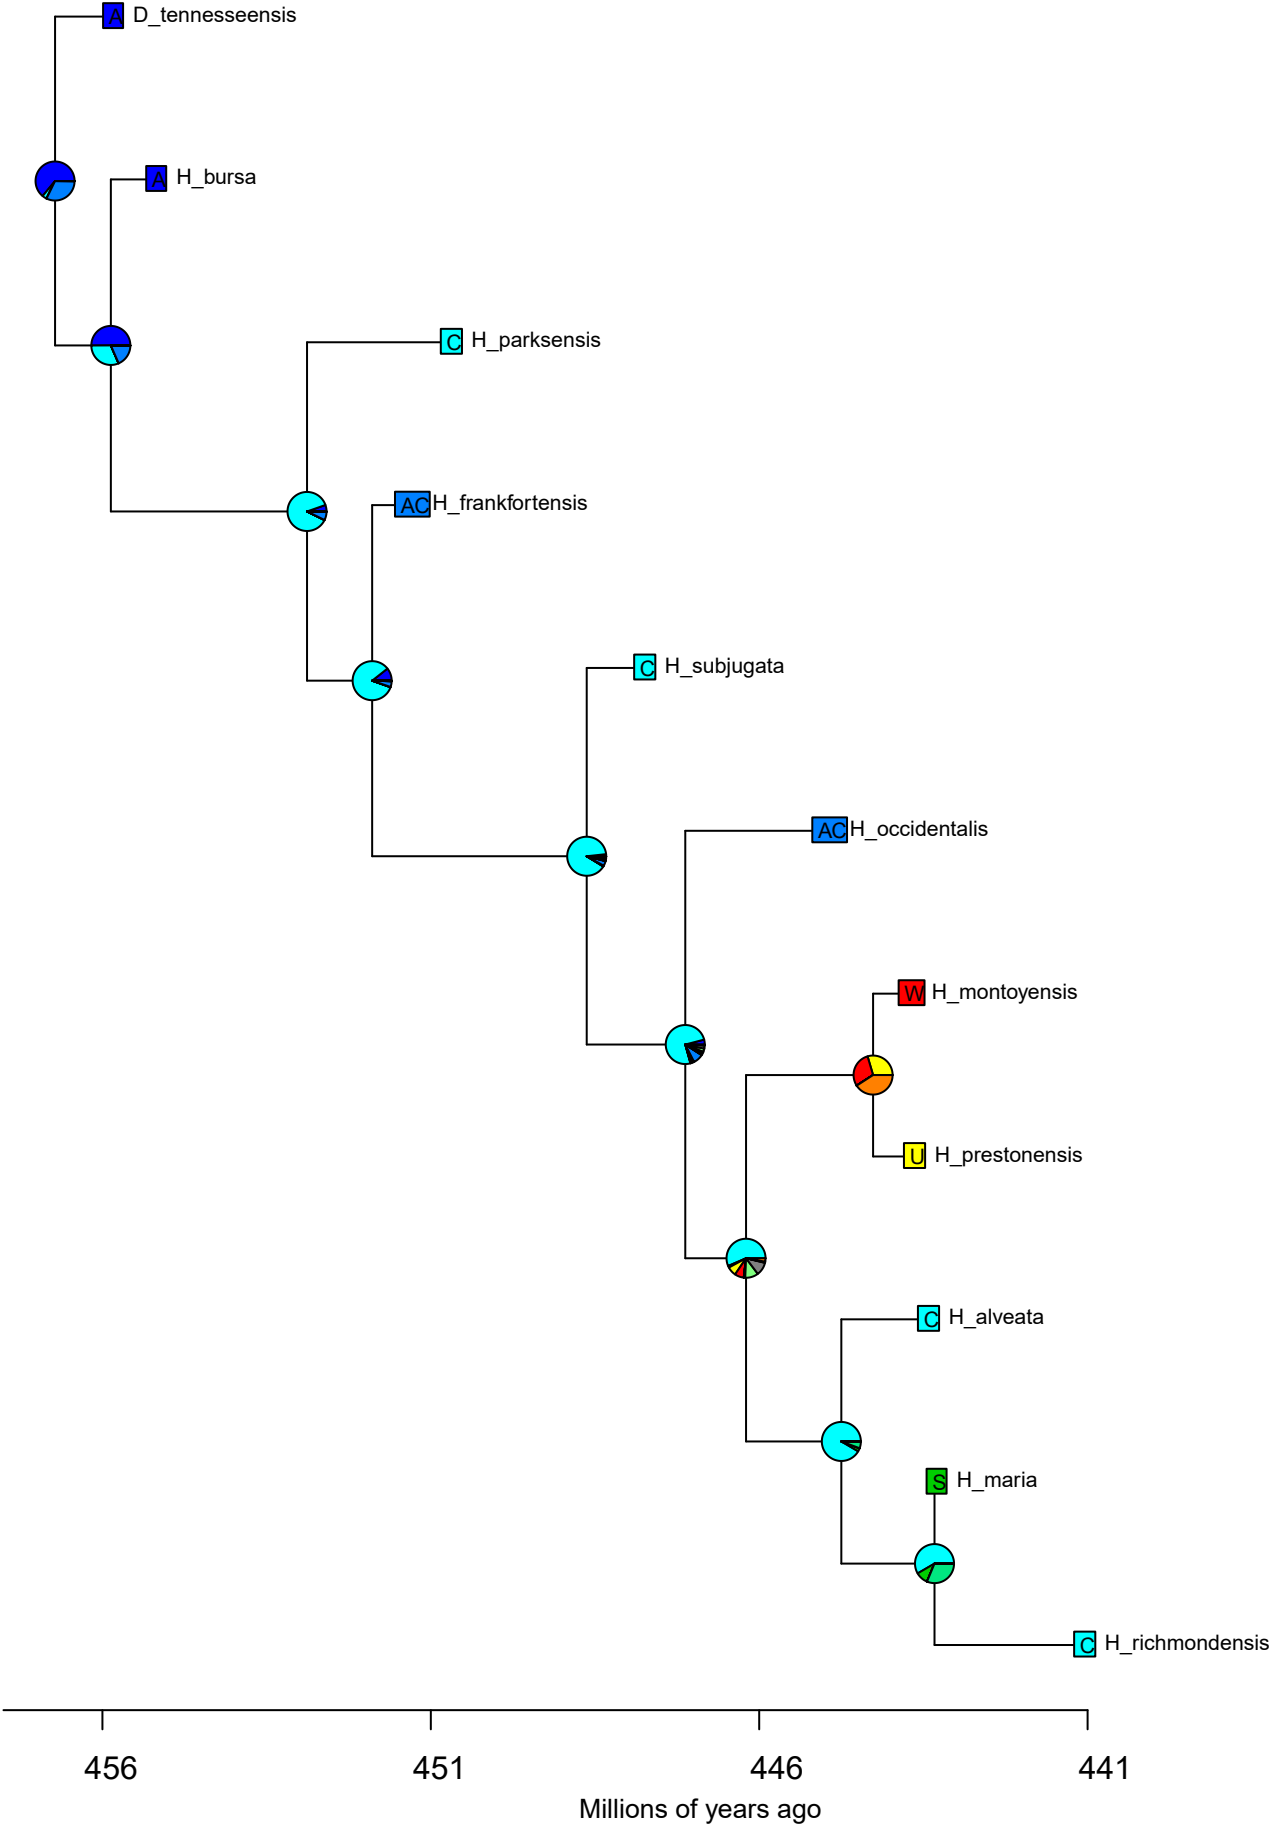 A D_tennesseensis
A H_bursa
C H_parksensis
AC H_frankfortensis
C H_subjugata
AC H_occidentalis
W H_montoyensis
U H_prestonensis
C H_alveata
S H_maria
C H_richmondensis
456 451 446 441
Millions of years ago